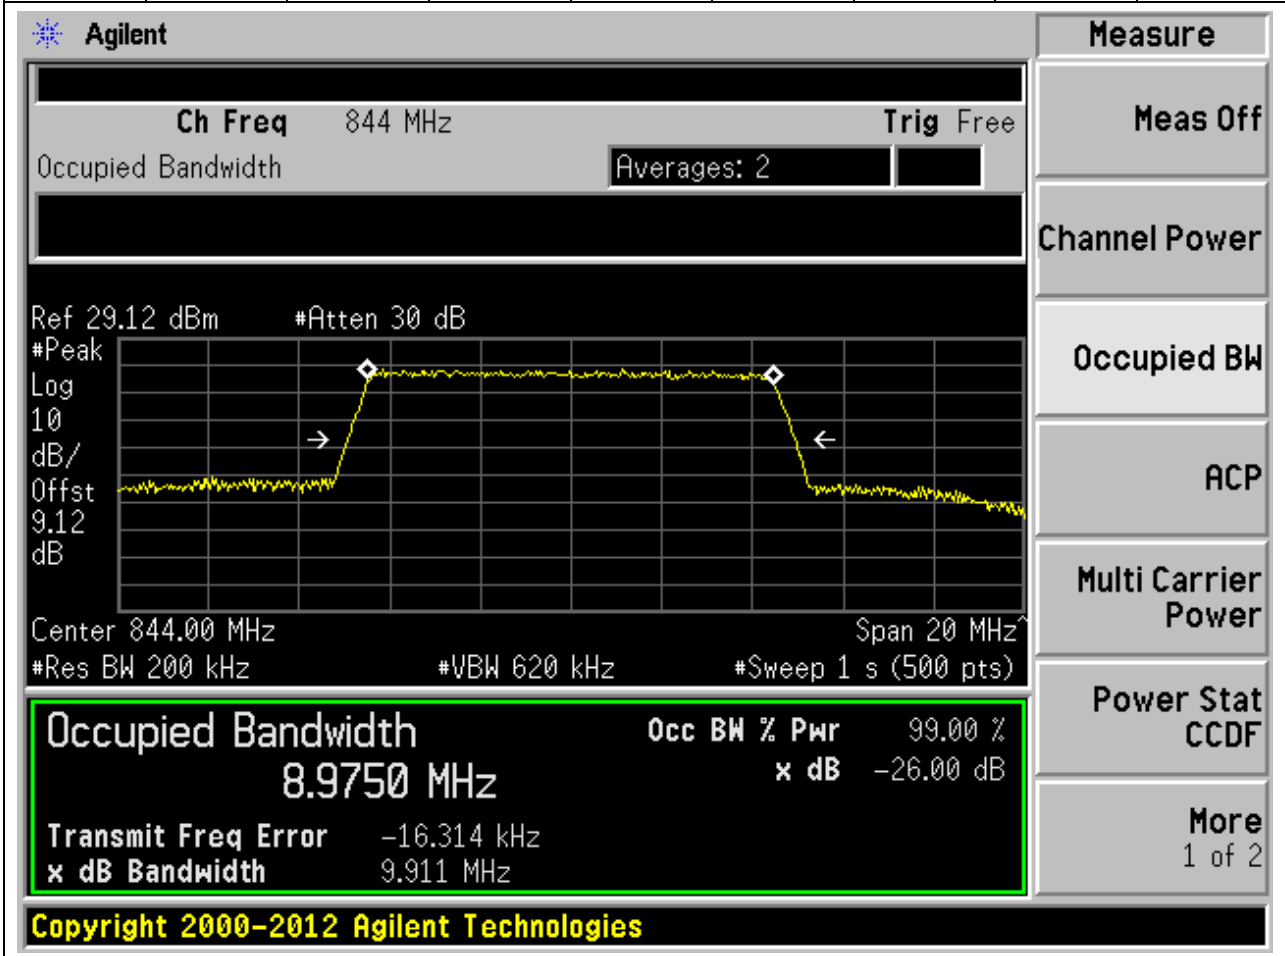 Agilent
Measure
Ch Freq 844 MHz Trig Free
Occupied Bandwidth Averages: 2
Meas Off
Channel Power
Occupied BW
ACP
Multi Carrier
Power
Power Stat
CCDF
More
1 of 2
Ref 29.12 dBm #Atten 30 dB
#Peak
Log
10
dB/
Offst
9.12
dB
Center 844.00 MHz Span 20 MHz^
#Res BW 200 kHz #VBW 620 kHz #Sweep 1 s (500 pts)
Occupied Bandwidth Occ BW % Pwr 99.00 %
8.9750 MHz x dB -26.00 dB
Transmit Freq Error -16.314 kHz
x dB Bandwidth 9.911 MHz
Copyright 2000-2012 Agilent Technologies